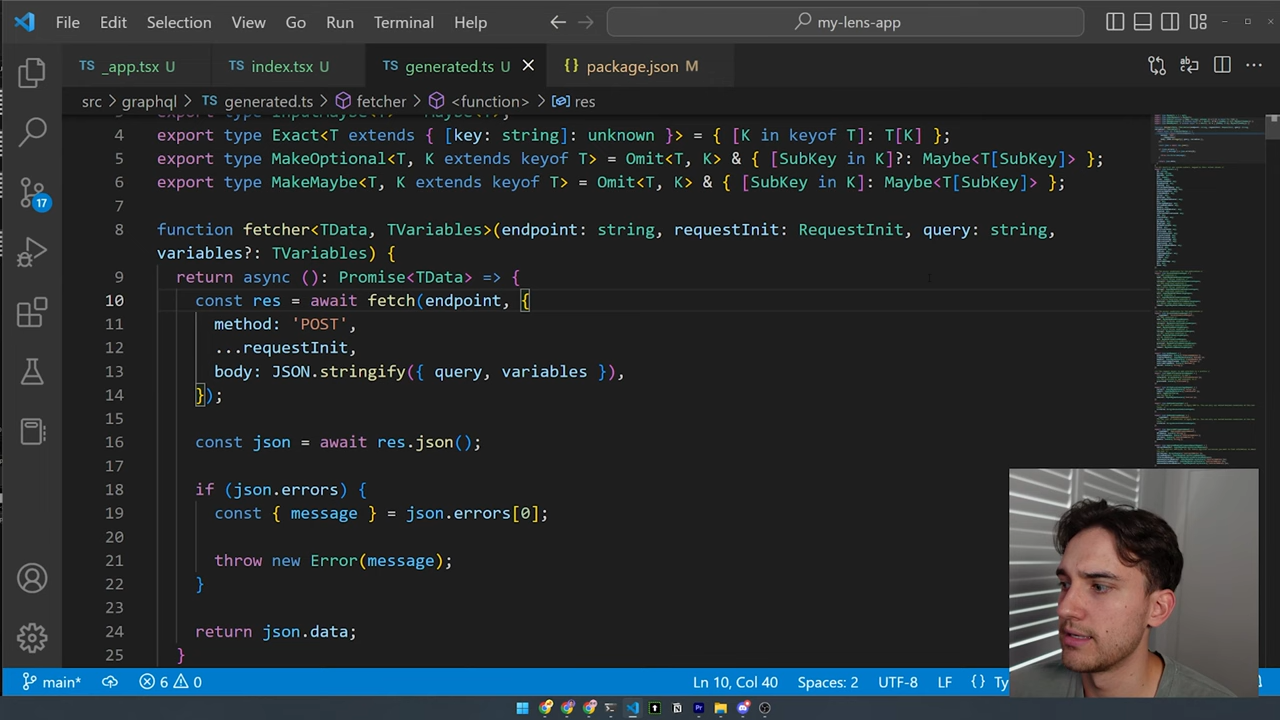 File Edit Selection View Go Run Terminal Help my-lens-app
TS _app.tsx U TS index.tsx U TS generated.ts U {} package.json M
src > graphql > TS generated.ts > fetcher > <function> > res
4 export type Exact<T extends { [key: string]: unknown }> = { [K in keyof T]: T[K] };
5 export type MakeOptional<T, K extends keyof T> = Omit<T, K> & { [SubKey in K]?: Maybe<T[SubKey]> };
6 export type MakeMaybe<T, K extends keyof T> = Omit<T, K> & { [SubKey in K]: Maybe<T[SubKey]> };
7
8 function fetcher<TData, TVariables>(endpoint: string, requestInit: RequestInit, query: string,
variables?: TVariables) {
9 return async (): Promise<TData> => {
10 const res = await fetch(endpoint, {
11 method: 'POST',
12 ...requestInit,
13 body: JSON.stringify({ query, variables }),
14 });
15
16 const json = await res.json();
17
18 if (json.errors) {
19 const { message } = json.errors[0];
20
21 throw new Error(message);
22 }
23
24 return json.data;
25 }
17
main* 6 0 Ln 10, Col 40 Spaces: 2 UTF-8 LF {} Ty